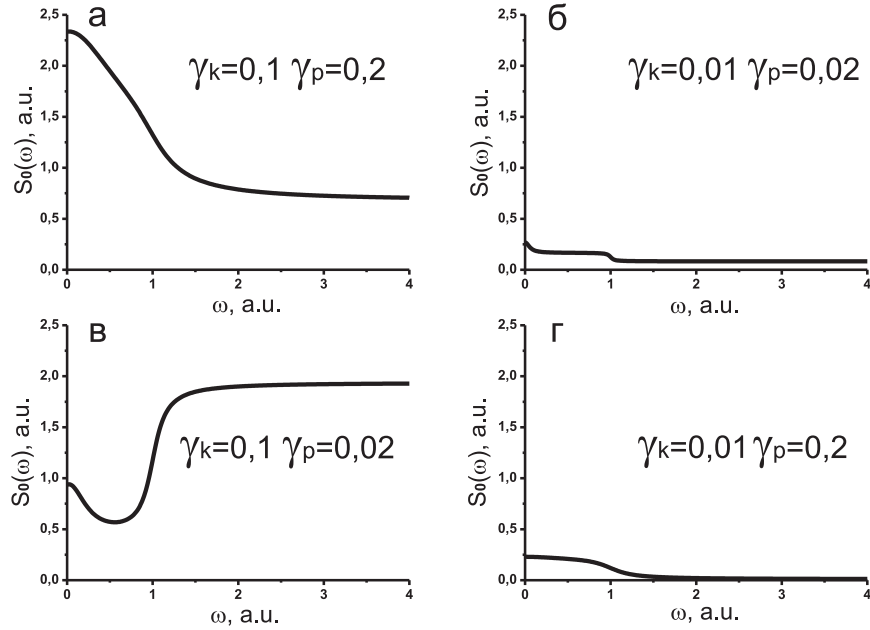 а
2,5
2,0
1,5
1,0
0,5
0,0
S₀(ω), a.u.
γk=0,1 γp=0,2
0 1 2 3 4
ω, a.u.
б
2,5
2,0
1,5
1,0
0,5
0,0
S₀(ω), a.u.
γk=0,01 γp=0,02
0 1 2 3 4
ω, a.u.
в
2,5
2,0
1,5
1,0
0,5
0,0
S₀(ω), a.u.
γk=0,1 γp=0,02
0 1 2 3 4
ω, a.u.
г
2,5
2,0
1,5
1,0
0,5
0,0
S₀(ω), a.u.
γk=0,01 γp=0,2
0 1 2 3 4
ω, a.u.